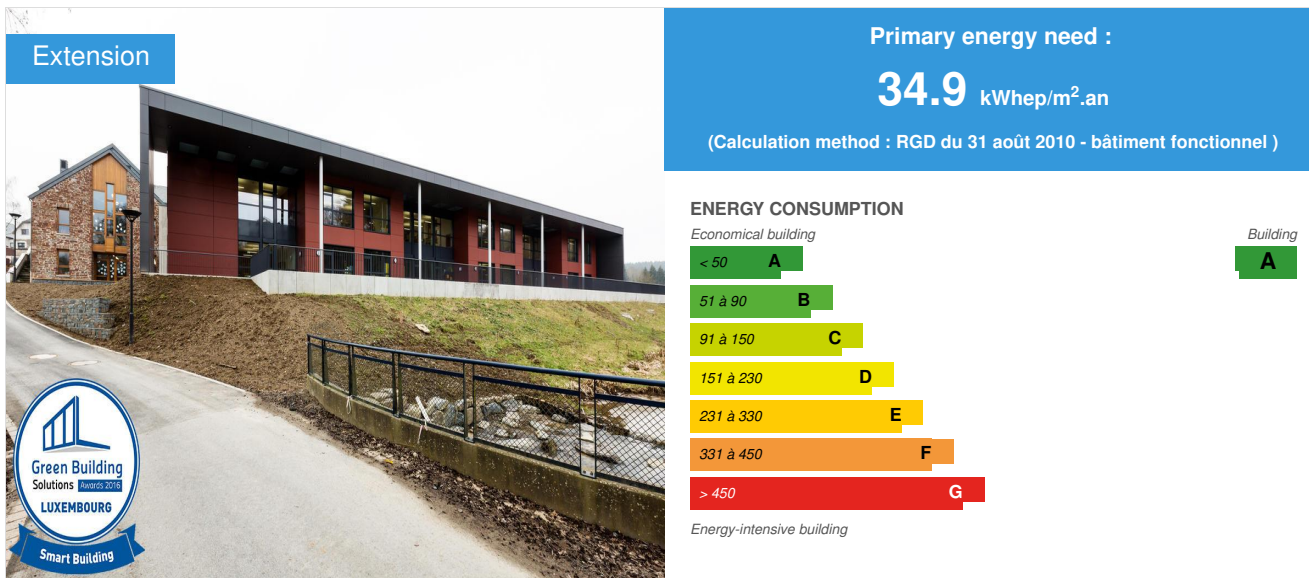 Extension
Green Building
Solutions Awards 2016
LUXEMBOURG
Smart Building
Primary energy need :
34.9 kWhep/m².an
(Calculation method : RGD du 31 août 2010 - bâtiment fonctionnel )
ENERGY CONSUMPTION
Economical building
Building
< 50 A
A
51 à 90 B
91 à 150 C
151 à 230 D
231 à 330 E
331 à 450 F
> 450 G
Energy-intensive building